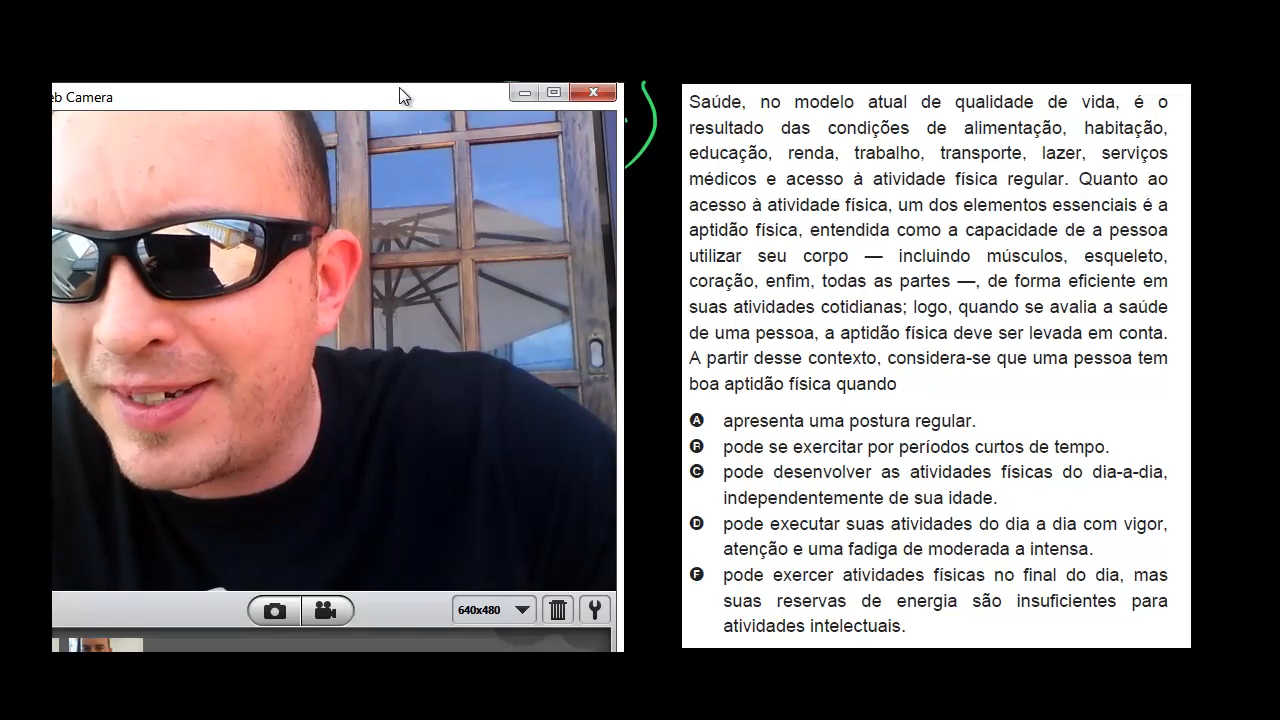 eb Camera
640x480
Saúde, no modelo atual de qualidade de vida, é o
resultado das condições de alimentação, habitação,
educação, renda, trabalho, transporte, lazer, serviços
médicos e acesso à atividade física regular. Quanto ao
acesso à atividade física, um dos elementos essenciais é a
aptidão física, entendida como a capacidade de a pessoa
utilizar seu corpo — incluindo músculos, esqueleto,
coração, enfim, todas as partes —, de forma eficiente em
suas atividades cotidianas; logo, quando se avalia a saúde
de uma pessoa, a aptidão física deve ser levada em conta.
A partir desse contexto, considera-se que uma pessoa tem
boa aptidão física quando
A apresenta uma postura regular.
B pode se exercitar por períodos curtos de tempo.
C pode desenvolver as atividades físicas do dia-a-dia,
independentemente de sua idade.
D pode executar suas atividades do dia a dia com vigor,
atenção e uma fadiga de moderada a intensa.
E pode exercer atividades físicas no final do dia, mas
suas reservas de energia são insuficientes para
atividades intelectuais.